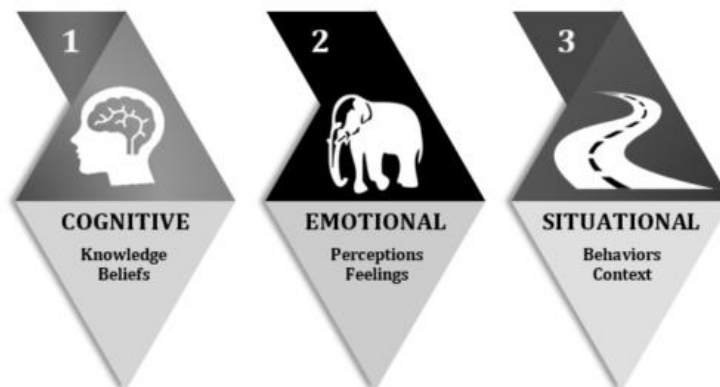 1
COGNITIVE
Knowledge
Beliefs
2
EMOTIONAL
Perceptions
Feelings
3
SITUATIONAL
Behaviors
Context